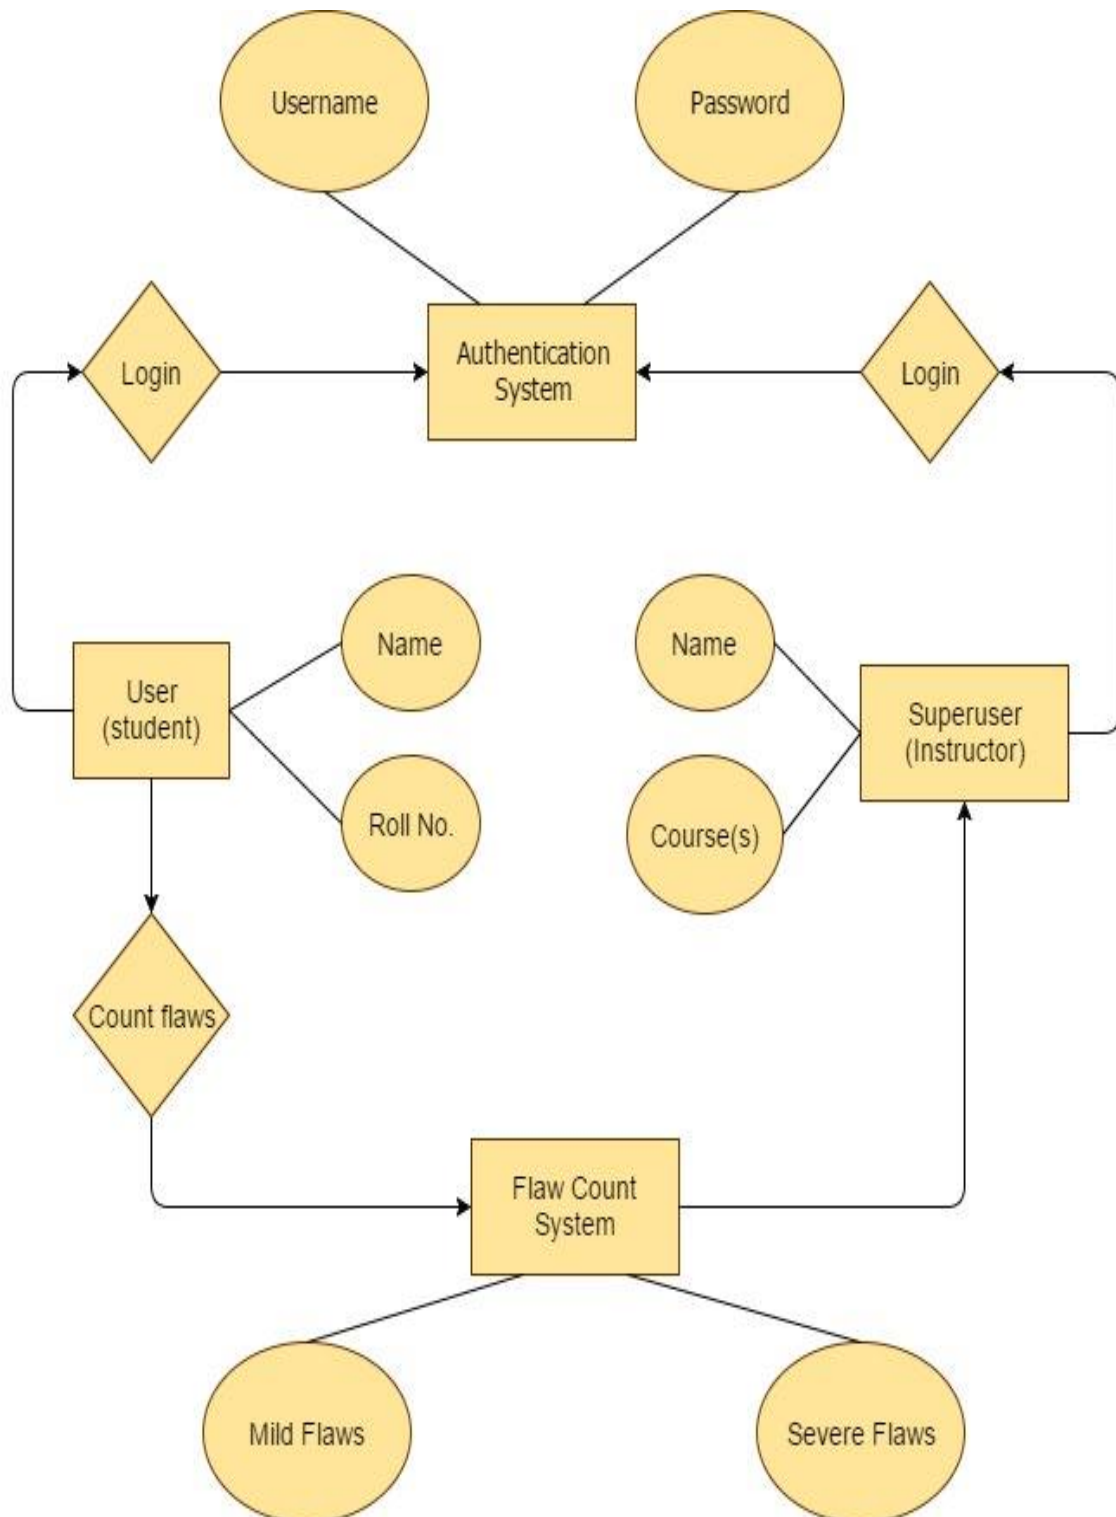 Username
Password
Login
Authentication
System
Login
Name
Name
User
(student)
Superuser
(Instructor)
Roll No.
Course(s)
Count flaws
Flaw Count
System
Mild Flaws
Severe Flaws